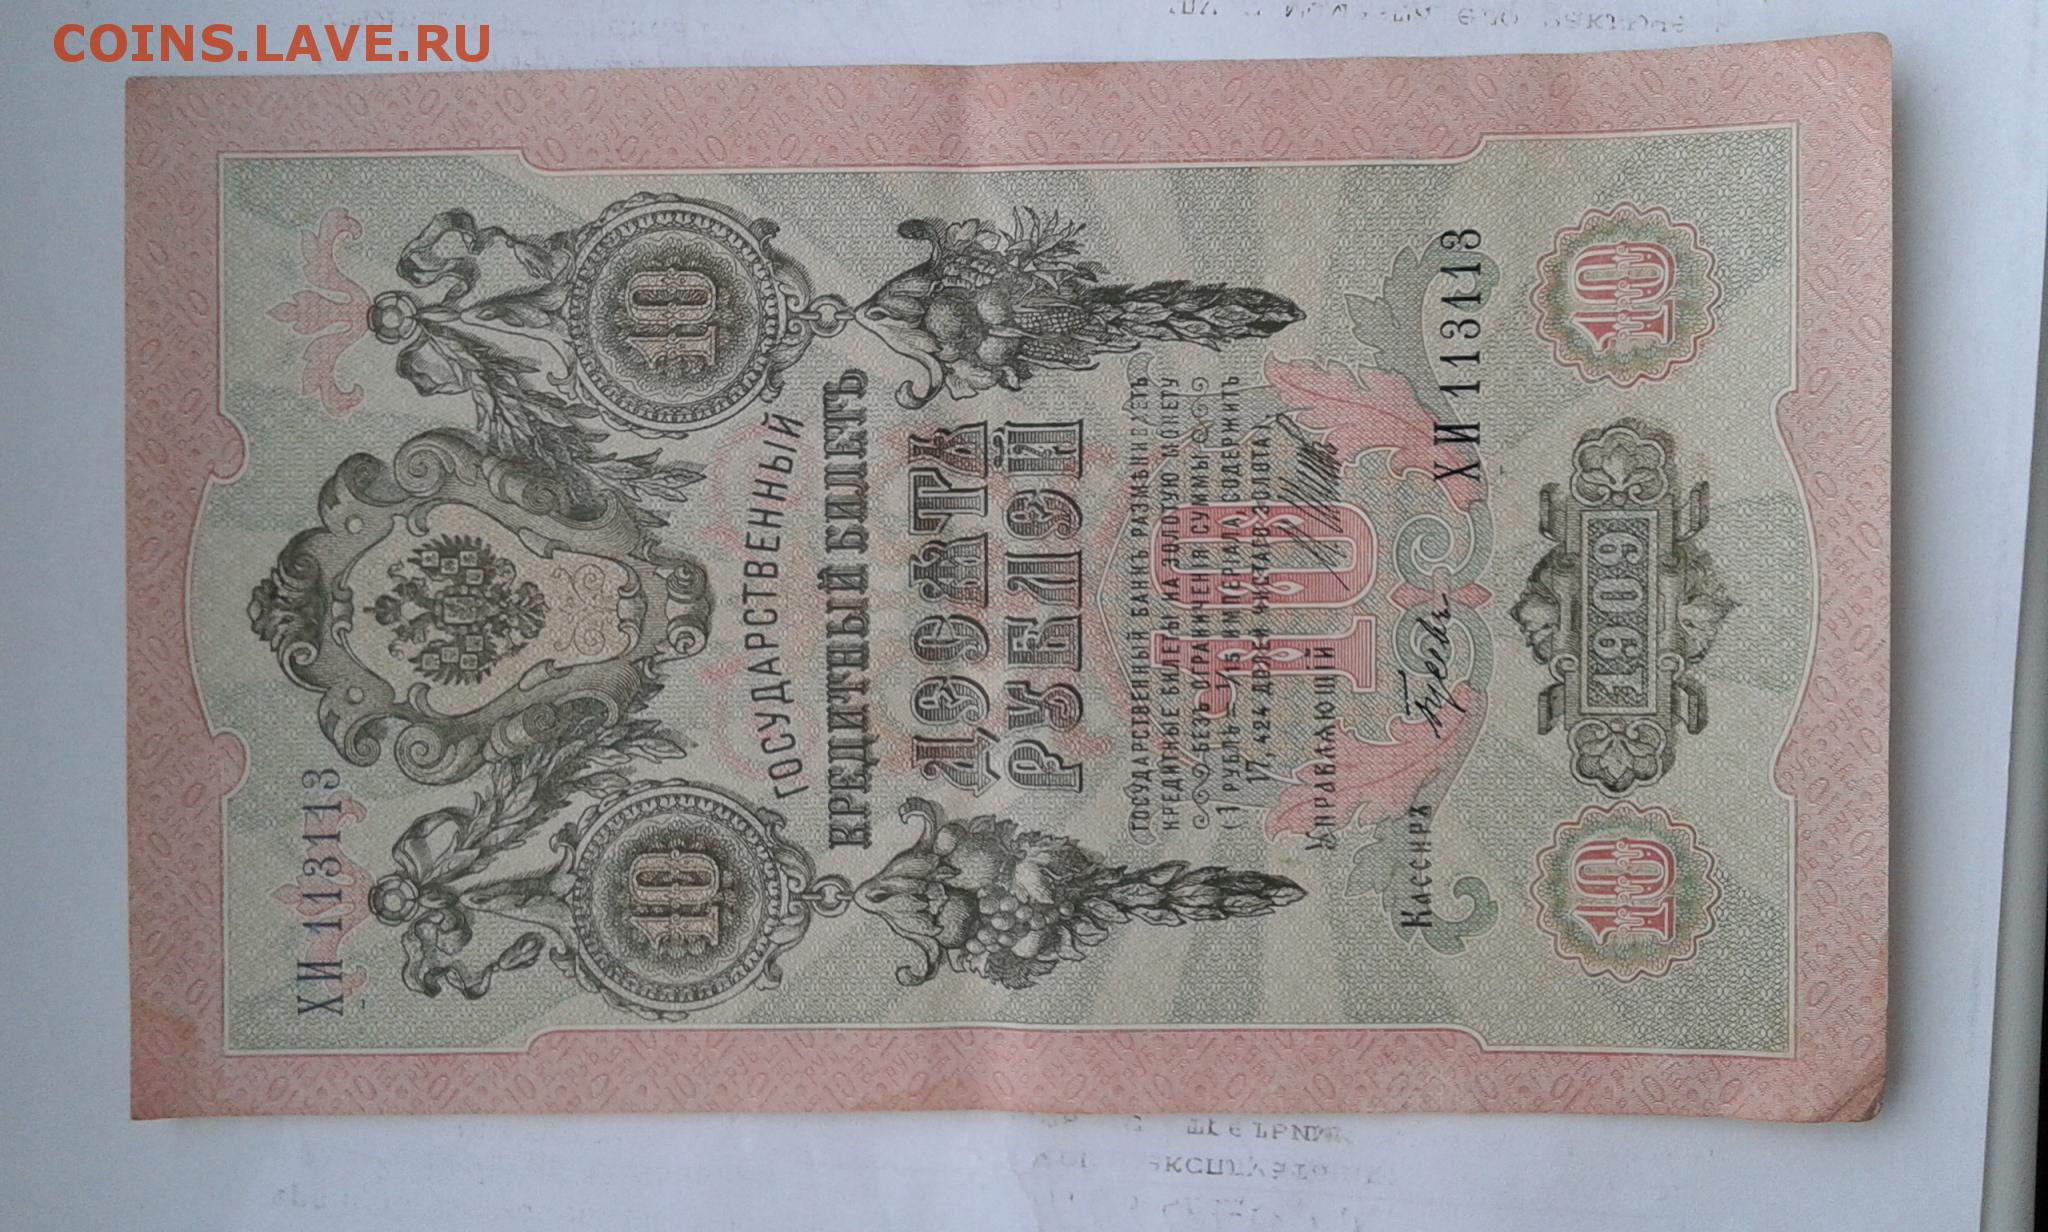 COINS.LAVE.RU
ХИ 113113
10
10
ГОСУДАРСТВЕННЫЙ
КРЕДИТНЫЙ БИЛЕТЪ
ДЕСЯТЬ
РУБЛЕЙ
ГОСУДАРСТВЕННЫЙ БАНКЪ РАЗМѢНИВАЕТЪ
КРЕДИТНЫЕ БИЛЕТЫ НА ЗОЛОТУЮ МОНЕТУ
БЕЗЪ ОГРАНИЧЕНІЯ СУММЫ
(1 РУБЛЬ = 1/15 ИМПЕРІАЛА, СОДЕРЖИТЪ
17,424 ДОЛЕЙ ЧИСТАГО ЗОЛОТА).
10
Управляющій
Кассиръ
ХИ 113113
10
1909
10